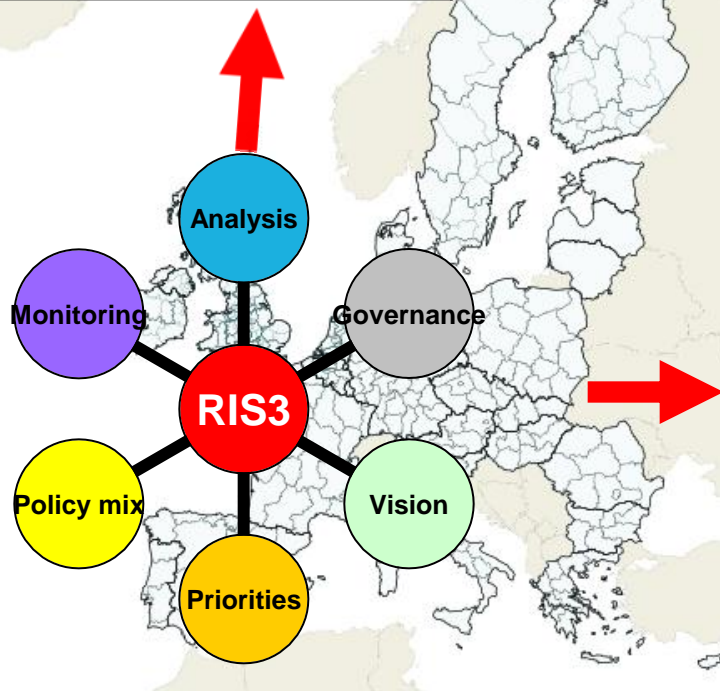 Analysis
Monitoring
Governance
RIS3
Policy mix
Vision
Priorities